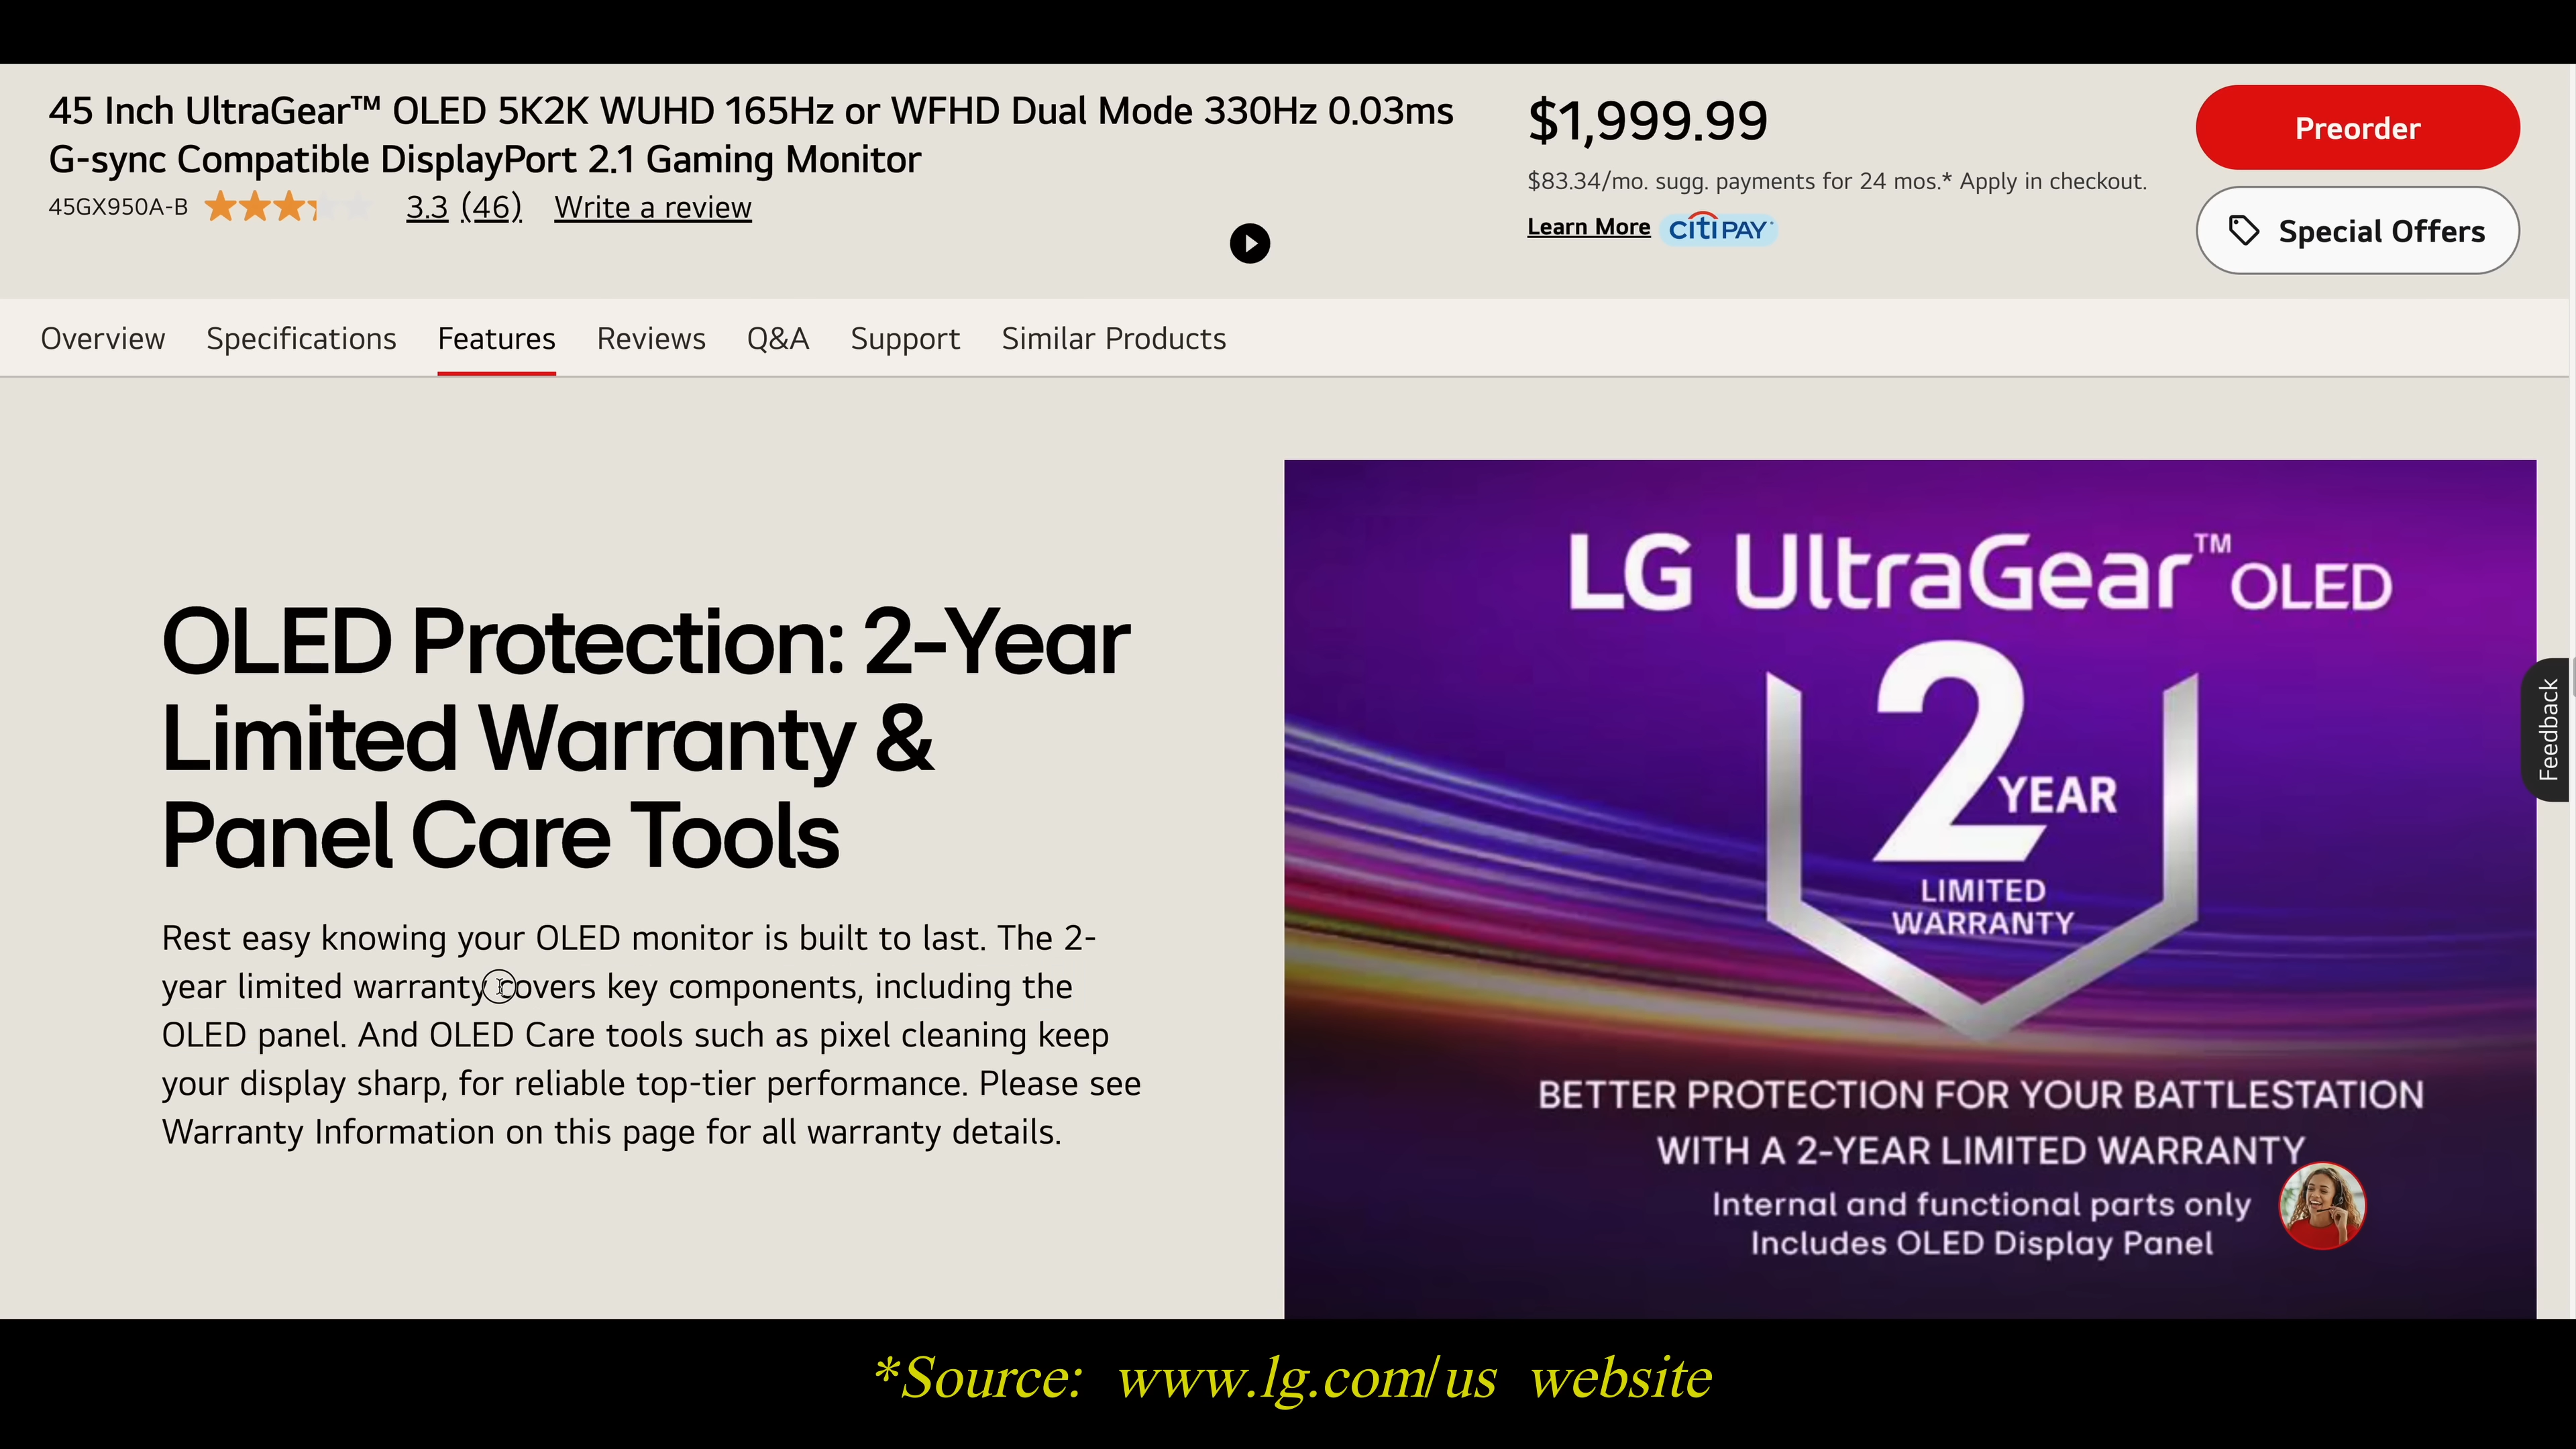 45 Inch UltraGear™ OLED 5K2K WUHD 165Hz or WFHD Dual Mode 330Hz 0.03ms
G-sync Compatible DisplayPort 2.1 Gaming Monitor
45GX950A-B 3.3 (46) Write a review
$1,999.99
$83.34/mo. sugg. payments for 24 mos.* Apply in checkout.
Learn More citi PAY
Preorder
Special Offers
Overview Specifications Features Reviews Q&A Support Similar Products
OLED Protection: 2-Year
Limited Warranty &
Panel Care Tools
Rest easy knowing your OLED monitor is built to last. The 2-
year limited warranty covers key components, including the
OLED panel. And OLED Care tools such as pixel cleaning keep
your display sharp, for reliable top-tier performance. Please see
Warranty Information on this page for all warranty details.
LG UltraGear™ OLED
2 YEAR
LIMITED
WARRANTY
BETTER PROTECTION FOR YOUR BATTLESTATION
WITH A 2-YEAR LIMITED WARRANTY
Internal and functional parts only
Includes OLED Display Panel
Feedback
*Source: www.lg.com/us website